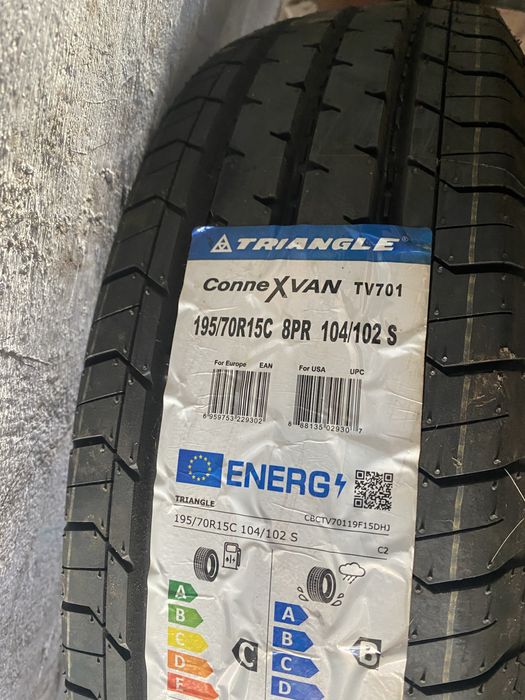 TRIANGLE
ConneXVAN TV701
195/70R15C 8PR 104/102 S
For Europe EAN For USA UPC
6 959753 229302 6 68135 02930 7
ENERG
TRIANGLE CBCTV70119F15DHJ
195/70R15C 104/102 S C2
A
B A
C B
D C C B
E D